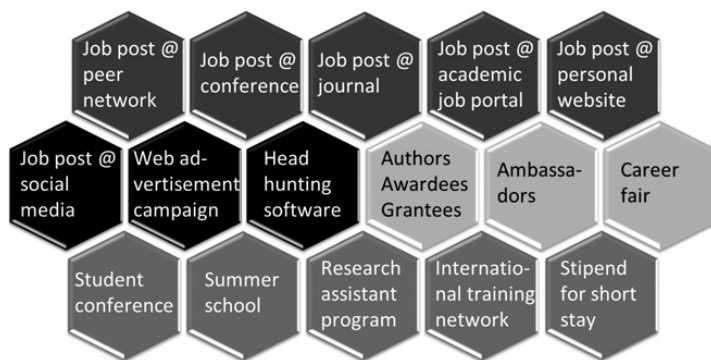 Job post @
peer
network
Job post @
conference
Job post @
journal
Job post @
academic
job portal
Job post @
personal
website
Job post @
social
media
Web ad-
vertisement
campaign
Head
hunting
software
Authors
Awardees
Grantees
Ambassa-
dors
Career
fair
Student
conference
Summer
school
Research
assistant
program
Internatio-
nal training
network
Stipend
for short
stay